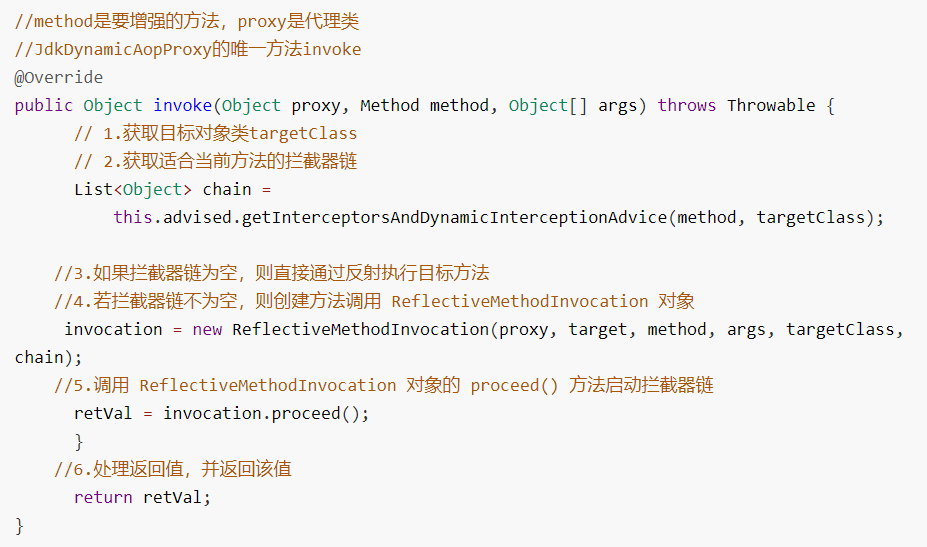 //method是要增强的方法，proxy是代理类
//JdkDynamicAopProxy的唯一方法invoke
@Override
public Object invoke(Object proxy, Method method, Object[] args) throws Throwable {
      // 1.获取目标对象类targetClass
      // 2.获取适合当前方法的拦截器链
      List<Object> chain =
          this.advised.getInterceptorsAndDynamicInterceptionAdvice(method, targetClass);
    //3.如果拦截器链为空，则直接通过反射执行目标方法
    //4.若拦截器链不为空，则创建方法调用 ReflectiveMethodInvocation 对象
     invocation = new ReflectiveMethodInvocation(proxy, target, method, args, targetClass,
chain);
    //5.调用 ReflectiveMethodInvocation 对象的 proceed() 方法启动拦截器链
      retVal = invocation.proceed();
      }
    //6.处理返回值，并返回该值
      return retVal;
}